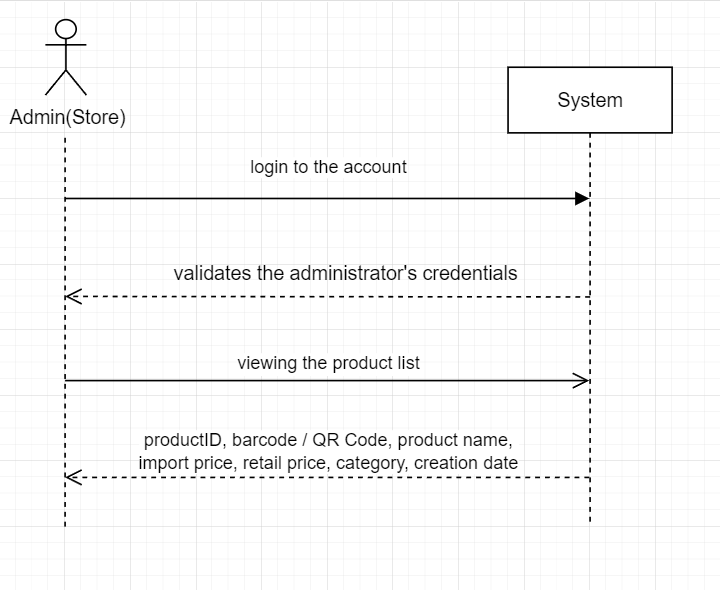 Admin(Store)
System
login to the account
validates the administrator's credentials
viewing the product list
productID, barcode / QR Code, product name,
import price, retail price, category, creation date